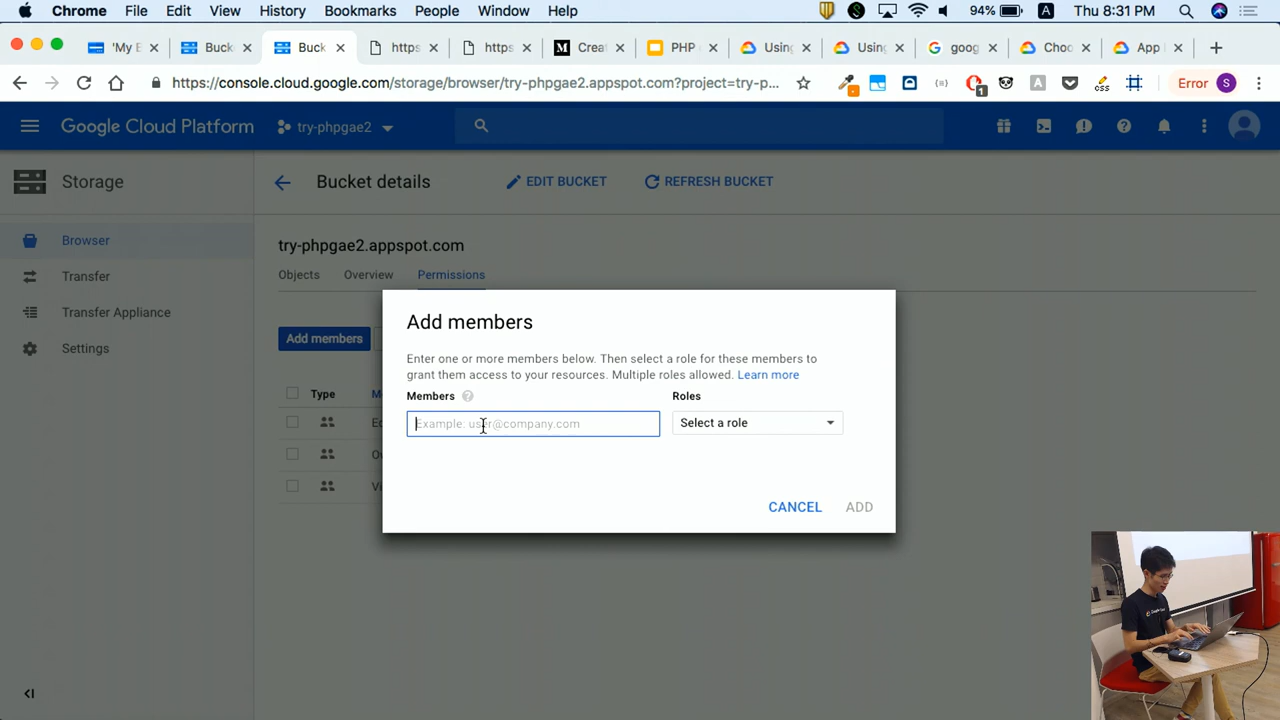 Chrome File Edit View History Bookmarks People Window Help 94% A Thu 8:31 PM
'My E Buck Buck https https Crea PHP Using Using goog Choo App
https://console.cloud.google.com/storage/browser/try-phpgae2.appspot.com?project=try-p... Error S
Google Cloud Platform try-phpgae2
Storage Bucket details EDIT BUCKET REFRESH BUCKET
Browser
Transfer
Transfer Appliance
Settings
try-phpgae2.appspot.com
Objects Overview Permissions
Add members
Type M
E
O
V
Add members
Enter one or more members below. Then select a role for these members to
grant them access to your resources. Multiple roles allowed. Learn more
Members Roles
Example: user@company.com Select a role
CANCEL ADD